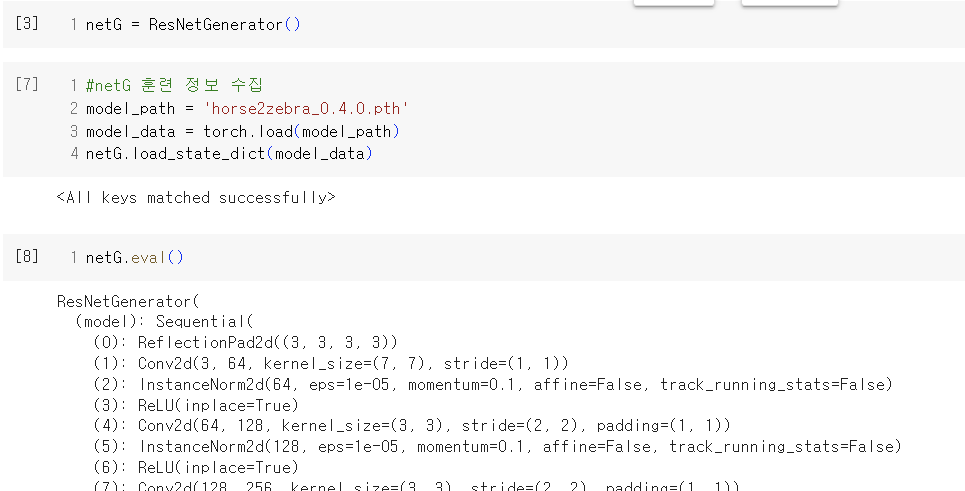 [3] 1 netG = ResNetGenerator()
[7] 1 #netG 훈련 정보 수집
2 model_path = 'horse2zebra_0.4.0.pth'
3 model_data = torch.load(model_path)
4 netG.load_state_dict(model_data)
<All keys matched successfully>
[8] 1 netG.eval()
ResNetGenerator(
(model): Sequential(
(0): ReflectionPad2d((3, 3, 3, 3))
(1): Conv2d(3, 64, kernel_size=(7, 7), stride=(1, 1))
(2): InstanceNorm2d(64, eps=1e-05, momentum=0.1, affine=False, track_running_stats=False)
(3): ReLU(inplace=True)
(4): Conv2d(64, 128, kernel_size=(3, 3), stride=(2, 2), padding=(1, 1))
(5): InstanceNorm2d(128, eps=1e-05, momentum=0.1, affine=False, track_running_stats=False)
(6): ReLU(inplace=True)
(7): Conv2d(128, 256, kernel_size=(3, 3), stride=(2, 2), padding=(1, 1))